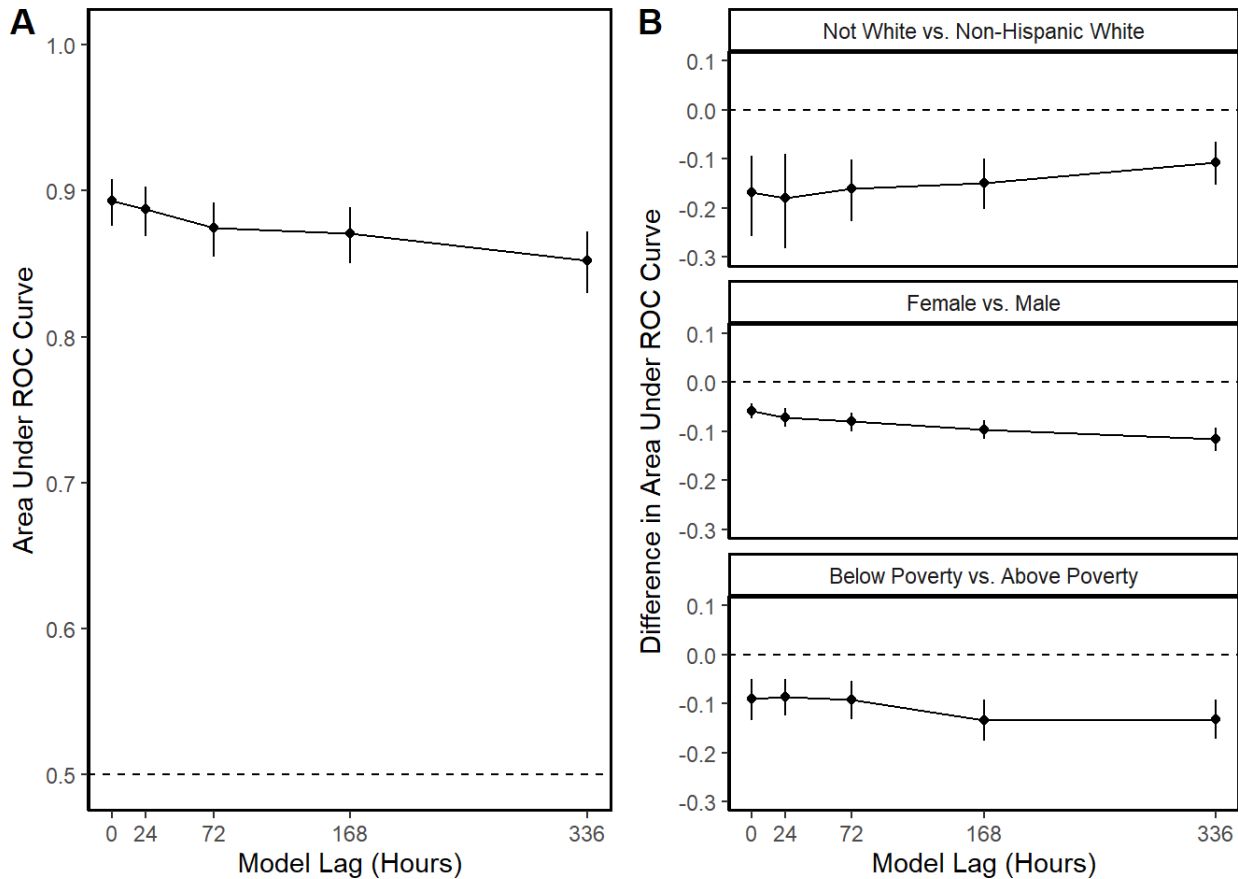 A
Area Under ROC Curve
1.0
0.9
0.8
0.7
0.6
0.5
0 24 72 168 336
Model Lag (Hours)
B
Difference in Area Under ROC Curve
Not White vs. Non-Hispanic White
0.1
0.0
-0.1
-0.2
-0.3
Female vs. Male
0.1
0.0
-0.1
-0.2
-0.3
Below Poverty vs. Above Poverty
0.1
0.0
-0.1
-0.2
-0.3
0 24 72 168 336
Model Lag (Hours)